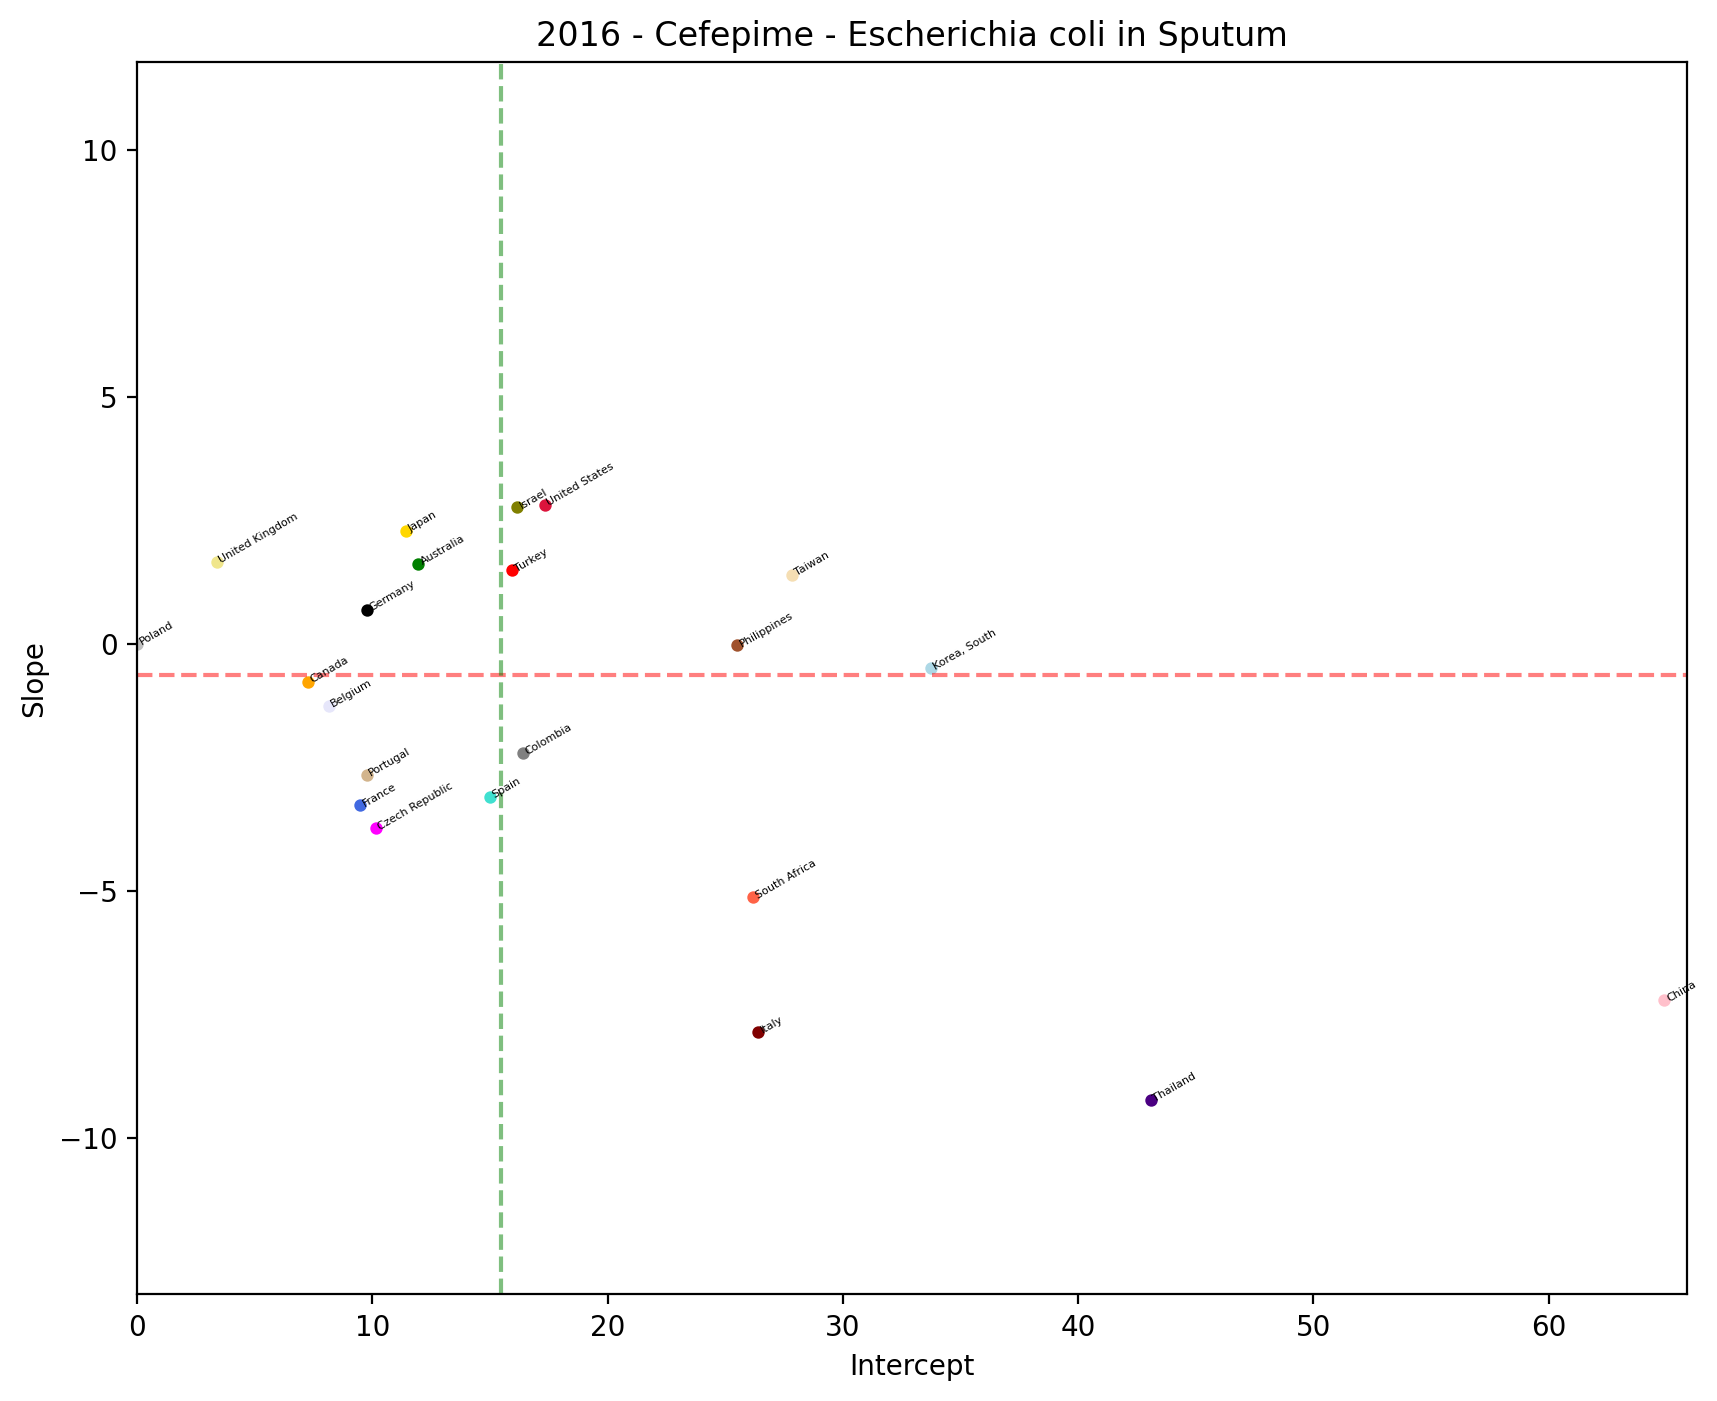 2016 - Cefepime - Escherichia coli in Sputum
10
5
0
−5
−10
Slope
United States
Israel
Japan
United Kingdom
Australia
Turkey
Taiwan
Germany
Poland
Philippines
Korea, South
Canada
Belgium
Colombia
Portugal
Spain
France
Czech Republic
South Africa
China
Italy
Thailand
0 10 20 30 40 50 60
Intercept